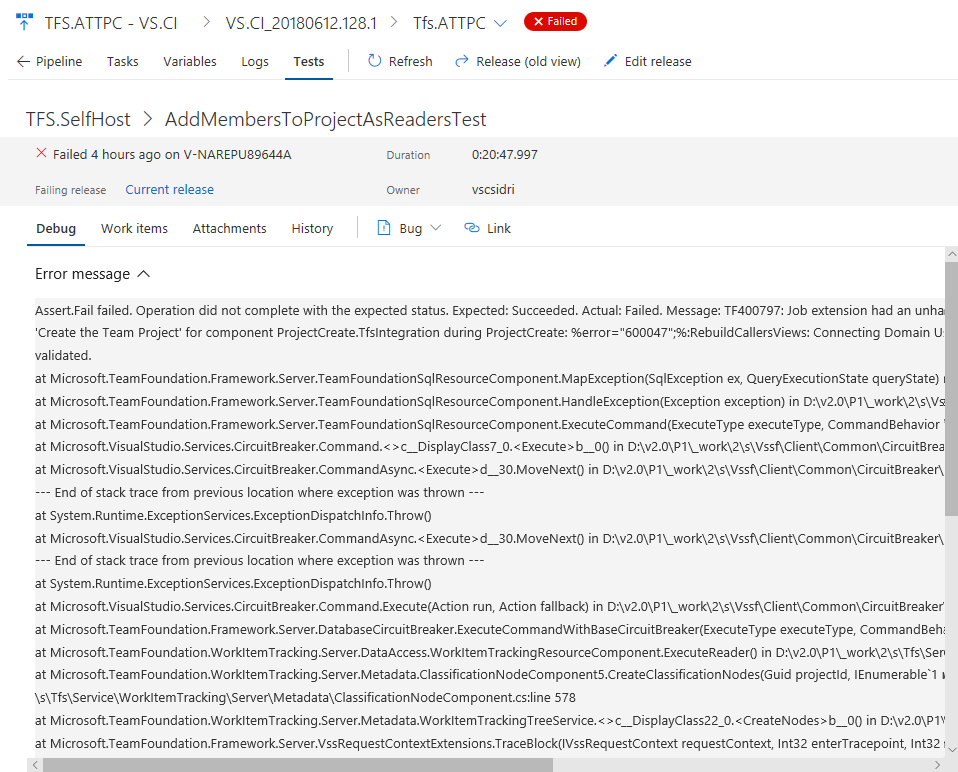 TFS.ATTPC - VS.CI > VS.CI_20180612.128.1 > Tfs.ATTPC Failed
Pipeline Tasks Variables Logs Tests Refresh Release (old view) Edit release
TFS.SelfHost > AddMembersToProjectAsReadersTest
Failed 4 hours ago on V-NAREPU89644A Duration 0:20:47.997
Failing release Current release Owner vscsidri
Debug Work items Attachments History Bug Link
Error message
Assert.Fail failed. Operation did not complete with the expected status. Expected: Succeeded. Actual: Failed. Message: TF400797: Job extension had an unha
'Create the Team Project' for component ProjectCreate.TfsIntegration during ProjectCreate: %error="600047";%:RebuildCallersViews: Connecting Domain U
validated.
at Microsoft.TeamFoundation.Framework.Server.TeamFoundationSqlResourceComponent.MapException(SqlException ex, QueryExecutionState queryState)
at Microsoft.TeamFoundation.Framework.Server.TeamFoundationSqlResourceComponent.HandleException(Exception exception) in D:\v2.0\P1\_work\2\s\Vs
at Microsoft.TeamFoundation.Framework.Server.TeamFoundationSqlResourceComponent.ExecuteCommand(ExecuteType executeType, CommandBehavior
at Microsoft.VisualStudio.Services.CircuitBreaker.Command.<>c__DisplayClass7_0.<Execute>b__0() in D:\v2.0\P1\_work\2\s\Vssf\Client\Common\CircuitBrea
at Microsoft.VisualStudio.Services.CircuitBreaker.CommandAsync.<Execute>d__30.MoveNext() in D:\v2.0\P1\_work\2\s\Vssf\Client\Common\CircuitBreaker\
--- End of stack trace from previous location where exception was thrown ---
at System.Runtime.ExceptionServices.ExceptionDispatchInfo.Throw()
at Microsoft.VisualStudio.Services.CircuitBreaker.CommandAsync.<Execute>d__30.MoveNext() in D:\v2.0\P1\_work\2\s\Vssf\Client\Common\CircuitBreaker\
--- End of stack trace from previous location where exception was thrown ---
at System.Runtime.ExceptionServices.ExceptionDispatchInfo.Throw()
at Microsoft.VisualStudio.Services.CircuitBreaker.Command.Execute(Action run, Action fallback) in D:\v2.0\P1\_work\2\s\Vssf\Client\Common\CircuitBreaker\
at Microsoft.TeamFoundation.Framework.Server.DatabaseCircuitBreaker.ExecuteCommandWithBaseCircuitBreaker(ExecuteType executeType, CommandBeha
at Microsoft.TeamFoundation.WorkItemTracking.Server.DataAccess.WorkItemTrackingResourceComponent.ExecuteReader() in D:\v2.0\P1\_work\2\s\Tfs\Ser
at Microsoft.TeamFoundation.WorkItemTracking.Server.Metadata.ClassificationNodeComponent5.CreateClassificationNodes(Guid projectId, IEnumerable`1
\s\Tfs\Service\WorkItemTracking\Server\Metadata\ClassificationNodeComponent.cs:line 578
at Microsoft.TeamFoundation.WorkItemTracking.Server.Metadata.WorkItemTrackingTreeService.<>c__DisplayClass22_0.<CreateNodes>b__0() in D:\v2.0\P1\
at Microsoft.TeamFoundation.Framework.Server.VssRequestContextExtensions.TraceBlock(IVssRequestContext requestContext, Int32 enterTracepoint, Int32